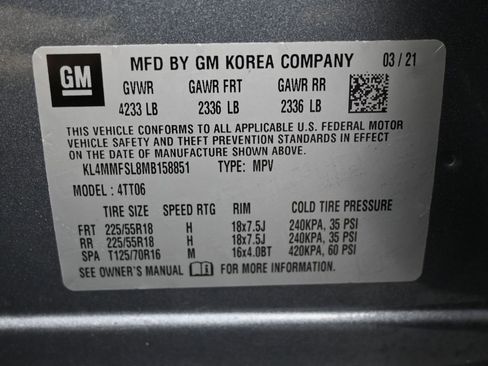 GM
MFD BY GM KOREA COMPANY 03 / 21
GVWR GAWR FRT GAWR RR
4233 LB 2336 LB 2336 LB
THIS VEHICLE CONFORMS TO ALL APPLICABLE U.S. FEDERAL MOTOR
VEHICLE SAFETY AND THEFT PREVENTION STANDARDS IN EFFECT
ON THE DATE OF MANUFACTURE SHOWN ABOVE.
KL4MMFSL8MB158851 TYPE: MPV
MODEL: 4TT06
TIRE SIZE SPEED RTG RIM COLD TIRE PRESSURE
FRT 225/55R18 H 18x7.5J 240KPA, 35 PSI
RR 225/55R18 H 18x7.5J 240KPA, 35 PSI
SPA T125/70R16 M 16x4.0BT 420KPA, 60 PSI
SEE OWNER'S MANUAL FOR MORE INFORMATION.